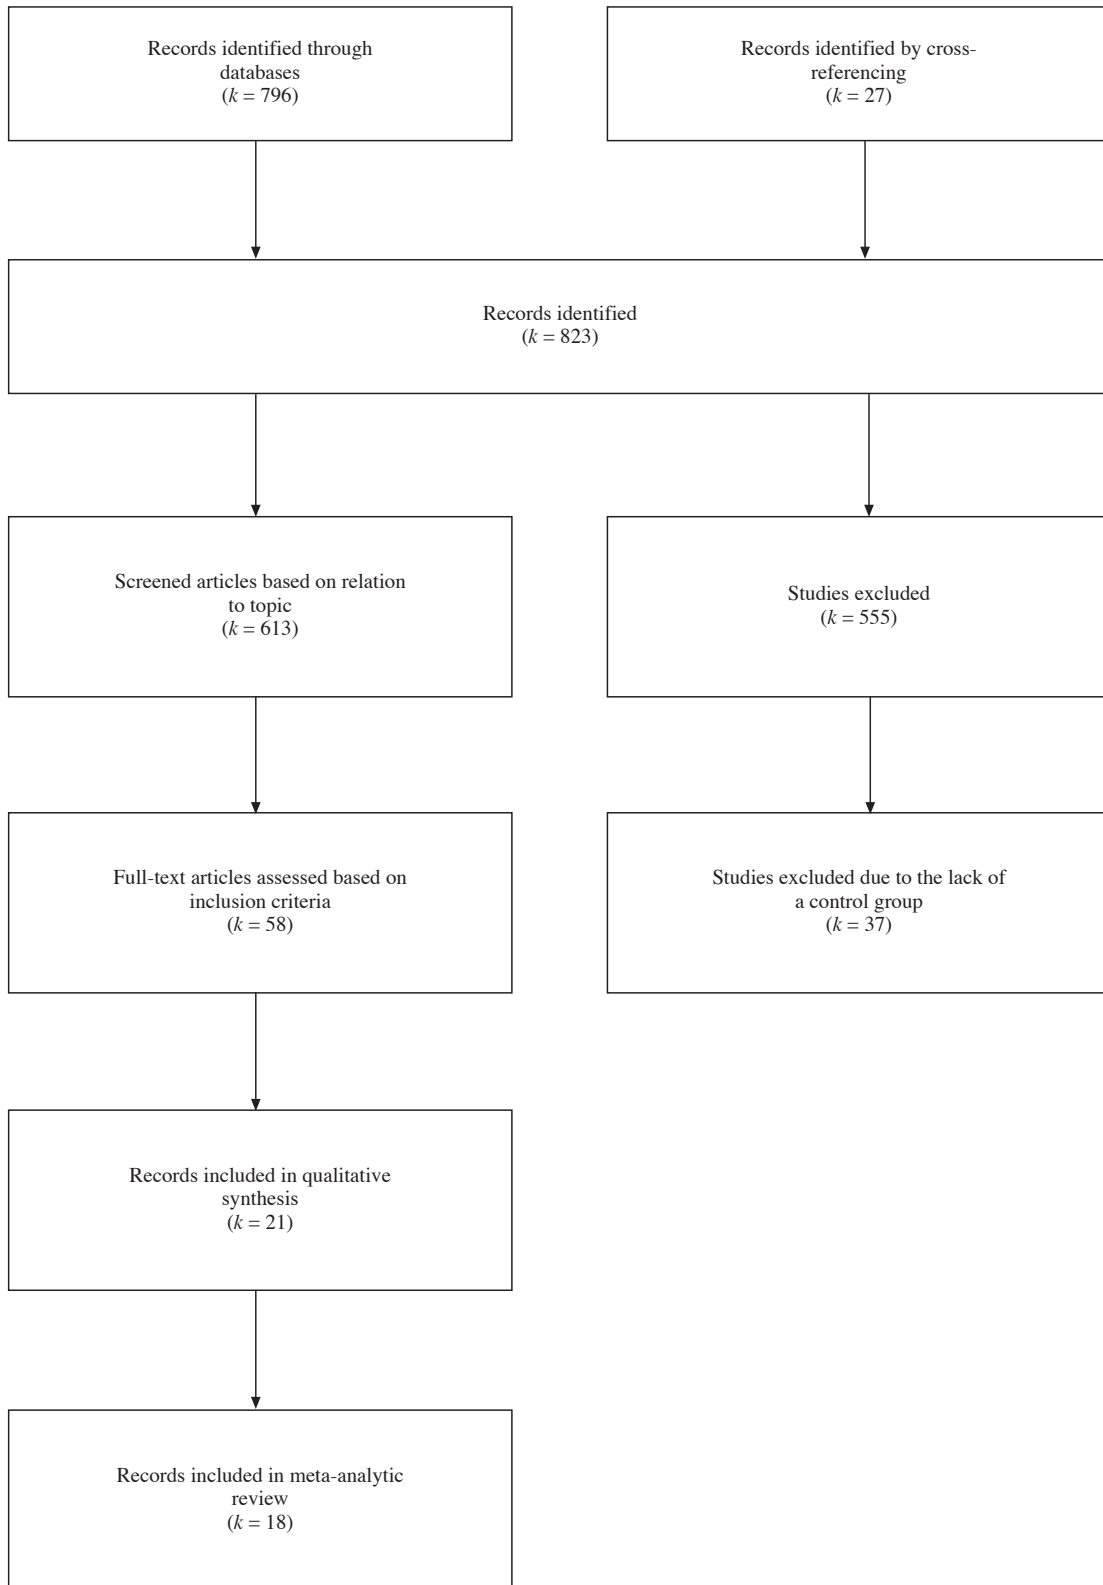 Records identified through
databases
(k = 796)
Records identified by cross-
referencing
(k = 27)
Records identified
(k = 823)
Screened articles based on relation
to topic
(k = 613)
Studies excluded
(k = 555)
Full-text articles assessed based on
inclusion criteria
(k = 58)
Studies excluded due to the lack of
a control group
(k = 37)
Records included in qualitative
synthesis
(k = 21)
Records included in meta-analytic
review
(k = 18)